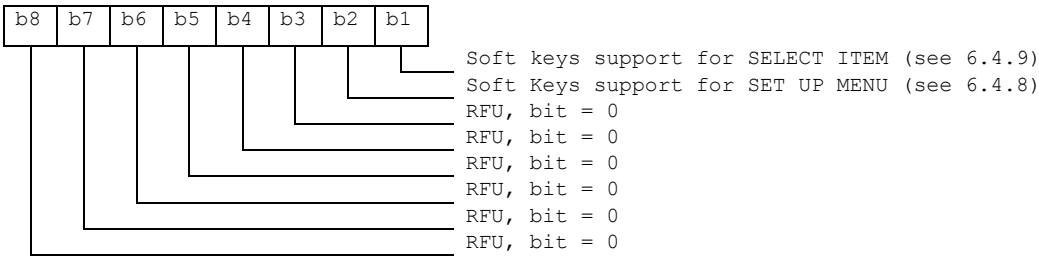 b8 b7 b6 b5 b4 b3 b2 b1
Soft keys support for SELECT ITEM (see 6.4.9)
Soft Keys support for SET UP MENU (see 6.4.8)
RFU, bit = 0
RFU, bit = 0
RFU, bit = 0
RFU, bit = 0
RFU, bit = 0
RFU, bit = 0